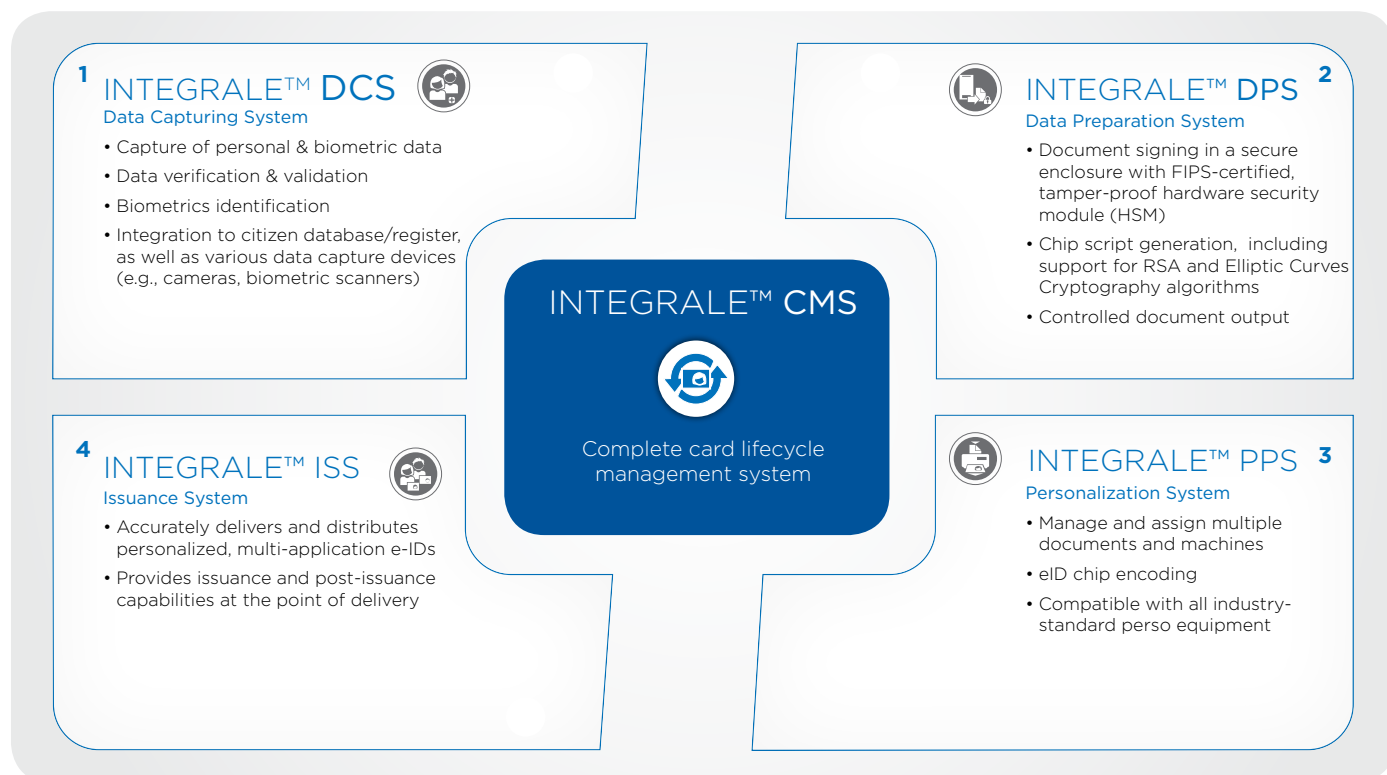 1
INTEGRALE™ DCS
Data Capturing System
• Capture of personal & biometric data
• Data verification & validation
• Biometrics identification
• Integration to citizen database/register,
as well as various data capture devices
(e.g., cameras, biometric scanners)
2
INTEGRALE™ DPS
Data Preparation System
• Document signing in a secure
enclosure with FIPS-certified,
tamper-proof hardware security
module (HSM)
• Chip script generation,  including
support for RSA and Elliptic Curves
Cryptography algorithms
• Controlled document output
INTEGRALE™ CMS
Complete card lifecycle
management system
4
INTEGRALE™ ISS
Issuance System
• Accurately delivers and distributes
personalized, multi-application e-IDs
• Provides issuance and post-issuance
capabilities at the point of delivery
INTEGRALE™ PPS
3
Personalization System
• Manage and assign multiple
documents and machines
• eID chip encoding
• Compatible with all industry-
standard perso equipment